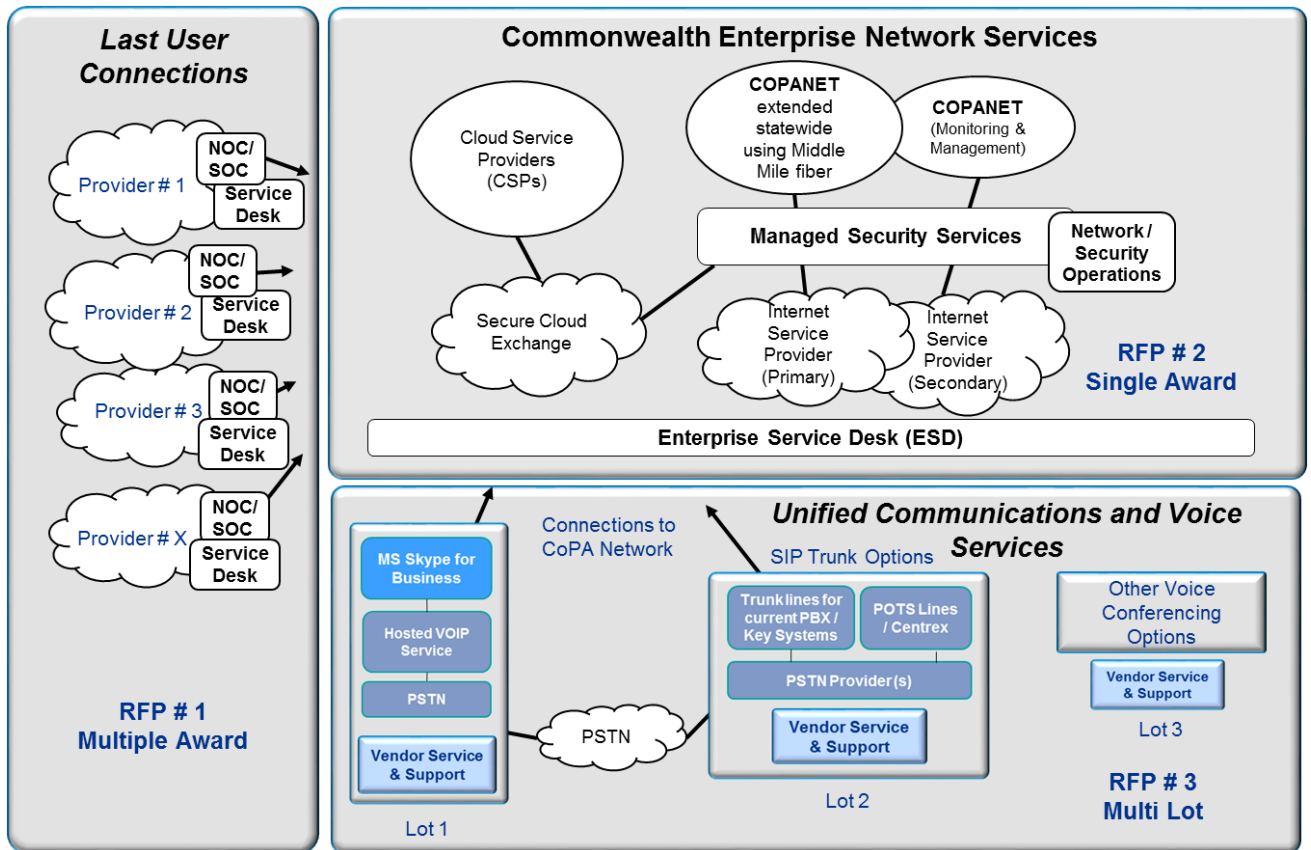 Last User
Connections
NOC/
SOC
Provider # 1
Service
Desk
NOC/
SOC
Provider # 2
Service
Desk
NOC/
SOC
Provider # 3
Service
Desk
NOC/
SOC
Provider # X
Service
Desk
RFP # 1
Multiple Award
Commonwealth Enterprise Network Services
Cloud Service
Providers
(CSPs)
COPANET
extended
statewide
using Middle
Mile fiber
COPANET
(Monitoring &
Management)
Managed Security Services
Network /
Security
Operations
Secure Cloud
Exchange
Internet
Service
Provider
(Primary)
Internet
Service
Provider
(Secondary)
RFP # 2
Single Award
Enterprise Service Desk (ESD)
Unified Communications and Voice
Services
Connections to
CoPA Network
MS Skype for
Business
Hosted VOIP
Service
PSTN
Vendor Service
& Support
Lot 1
PSTN
SIP Trunk Options
Trunk lines for
current PBX /
Key Systems
POTS Lines
/ Centrex
PSTN Provider(s)
Vendor Service
& Support
Lot 2
Other Voice
Conferencing
Options
Vendor Service
& Support
Lot 3
RFP # 3
Multi Lot